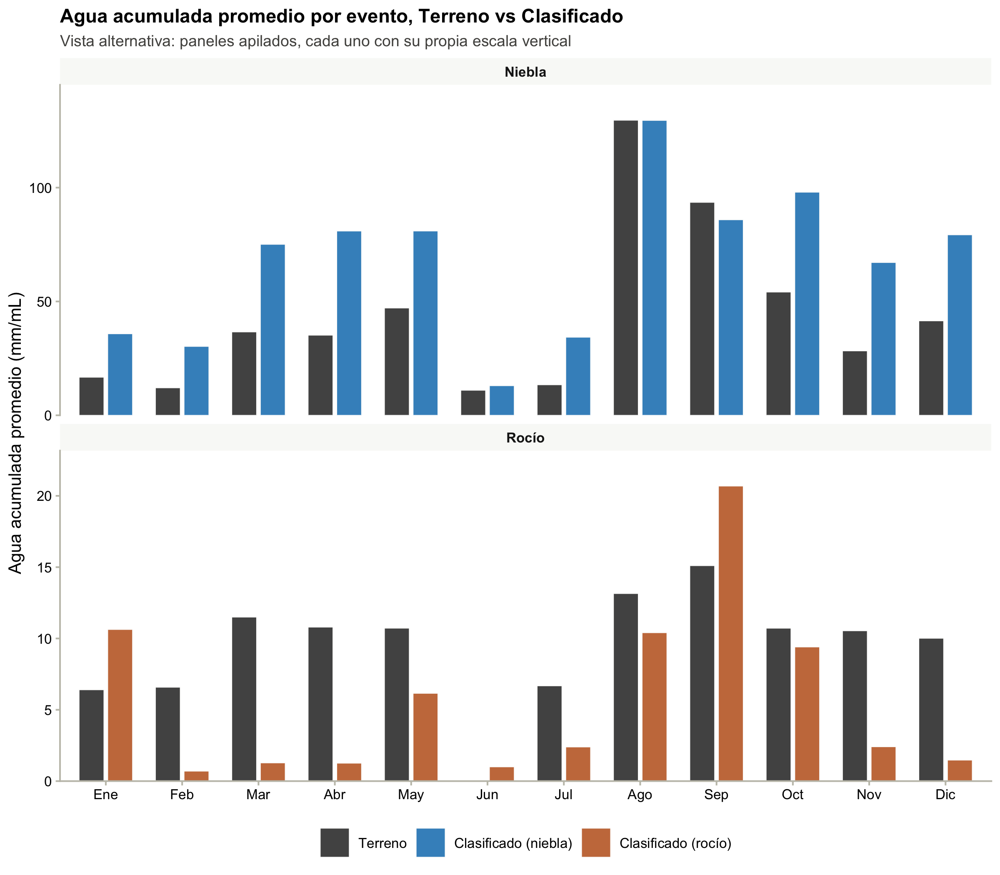 Agua acumulada promedio por evento, Terreno vs Clasificado
Vista alternativa: paneles apilados, cada uno con su propia escala vertical
Niebla
Agua acumulada promedio (mm/mL)
100
50
0
Rocío
20
15
10
5
0
Ene Feb Mar Abr May Jun Jul Ago Sep Oct Nov Dic
Terreno Clasificado (niebla) Clasificado (rocío)